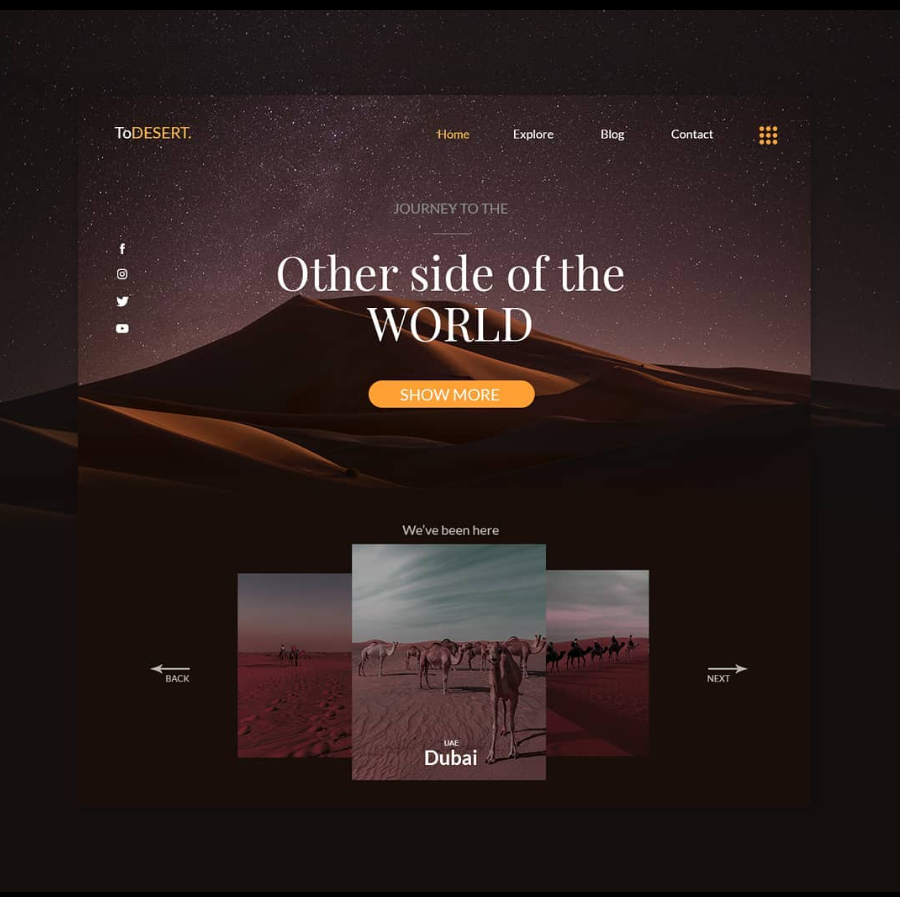 ToDESERT.
Home Explore Blog Contact
JOURNEY TO THE
Other side of the
WORLD
SHOW MORE
We've been here
BACK
NEXT
UAE
Dubai